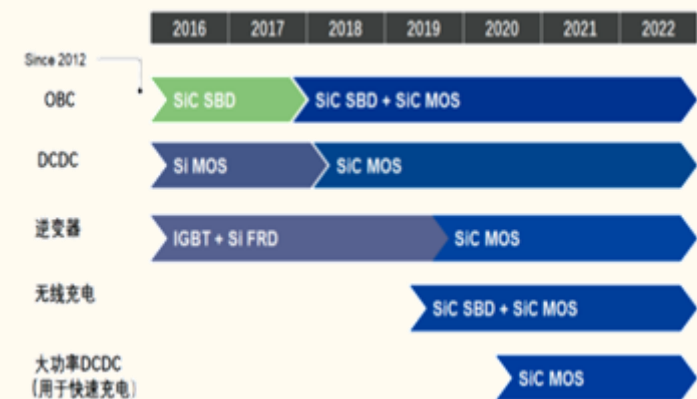 2016 2017 2018 2019 2020 2021 2022
Since 2012
OBC SiC SBD SiC SBD + SiC MOS
DCDC Si MOS SiC MOS
逆变器 IGBT + Si FRD SiC MOS
无线充电 SiC SBD + SiC MOS
大功率DCDC SiC MOS
(用于快速充电)